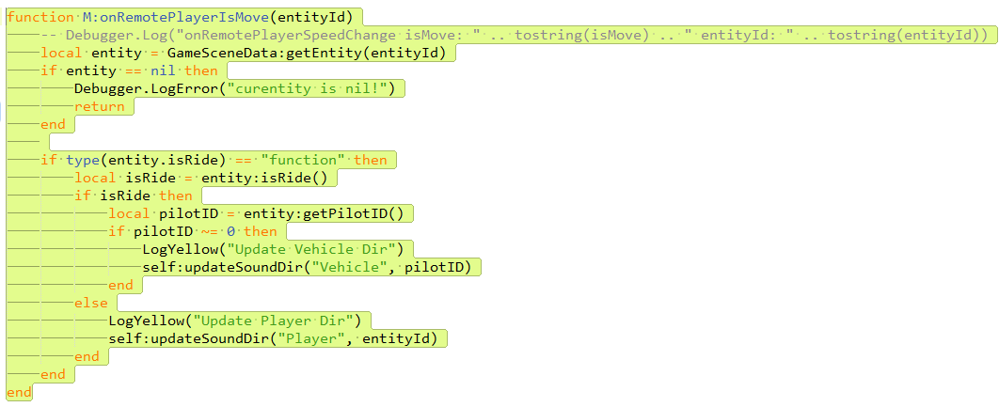 function M:onRemotePlayerIsMove(entityId)
    -- Debugger.Log("onRemotePlayerSpeedChange isMove: " .. tostring(isMove) .. " entityId: " .. tostring(entityId))
    local entity = GameSceneData:getEntity(entityId)
    if entity == nil then
        Debugger.LogError("curentity is nil!")
        return
    end
    
    if type(entity.isRide) == "function" then
        local isRide = entity:isRide()
        if isRide then
            local pilotID = entity:getPilotID()
            if pilotID ~= 0 then
                LogYellow("Update Vehicle Dir")
                self:updateSoundDir("Vehicle", pilotID)
            end
        else
            LogYellow("Update Player Dir")
            self:updateSoundDir("Player", entityId)
        end
    end
end